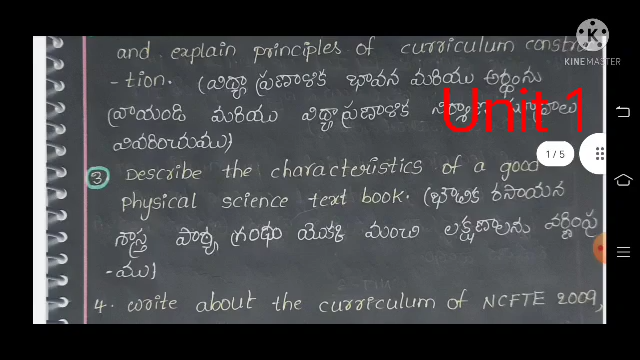 and explain principles of curriculum constru
-tion. (విద్యా ప్రణాళిక భావన మరియు అర్థంను
వ్రాయండి మరియు విద్యాప్రణాళిక
వివరించుము)
Unit 1
KINEMASTER
1/5
3 Describe the characteristics of a good
physical science text book. (భౌతిక రసాయన
శాస్త్ర పాఠ్య గ్రంథం యొక్క మంచి లక్షణాలను వర్ణింపు
-ము)
4. write about the curriculum of NCFTE 2009,